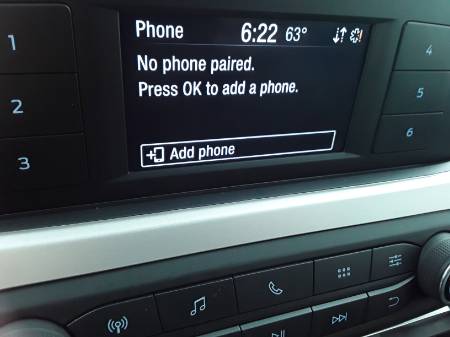 Phone 6:22 63°
No phone paired.
Press OK to add a phone.
Add phone
1
2
3
4
5
6